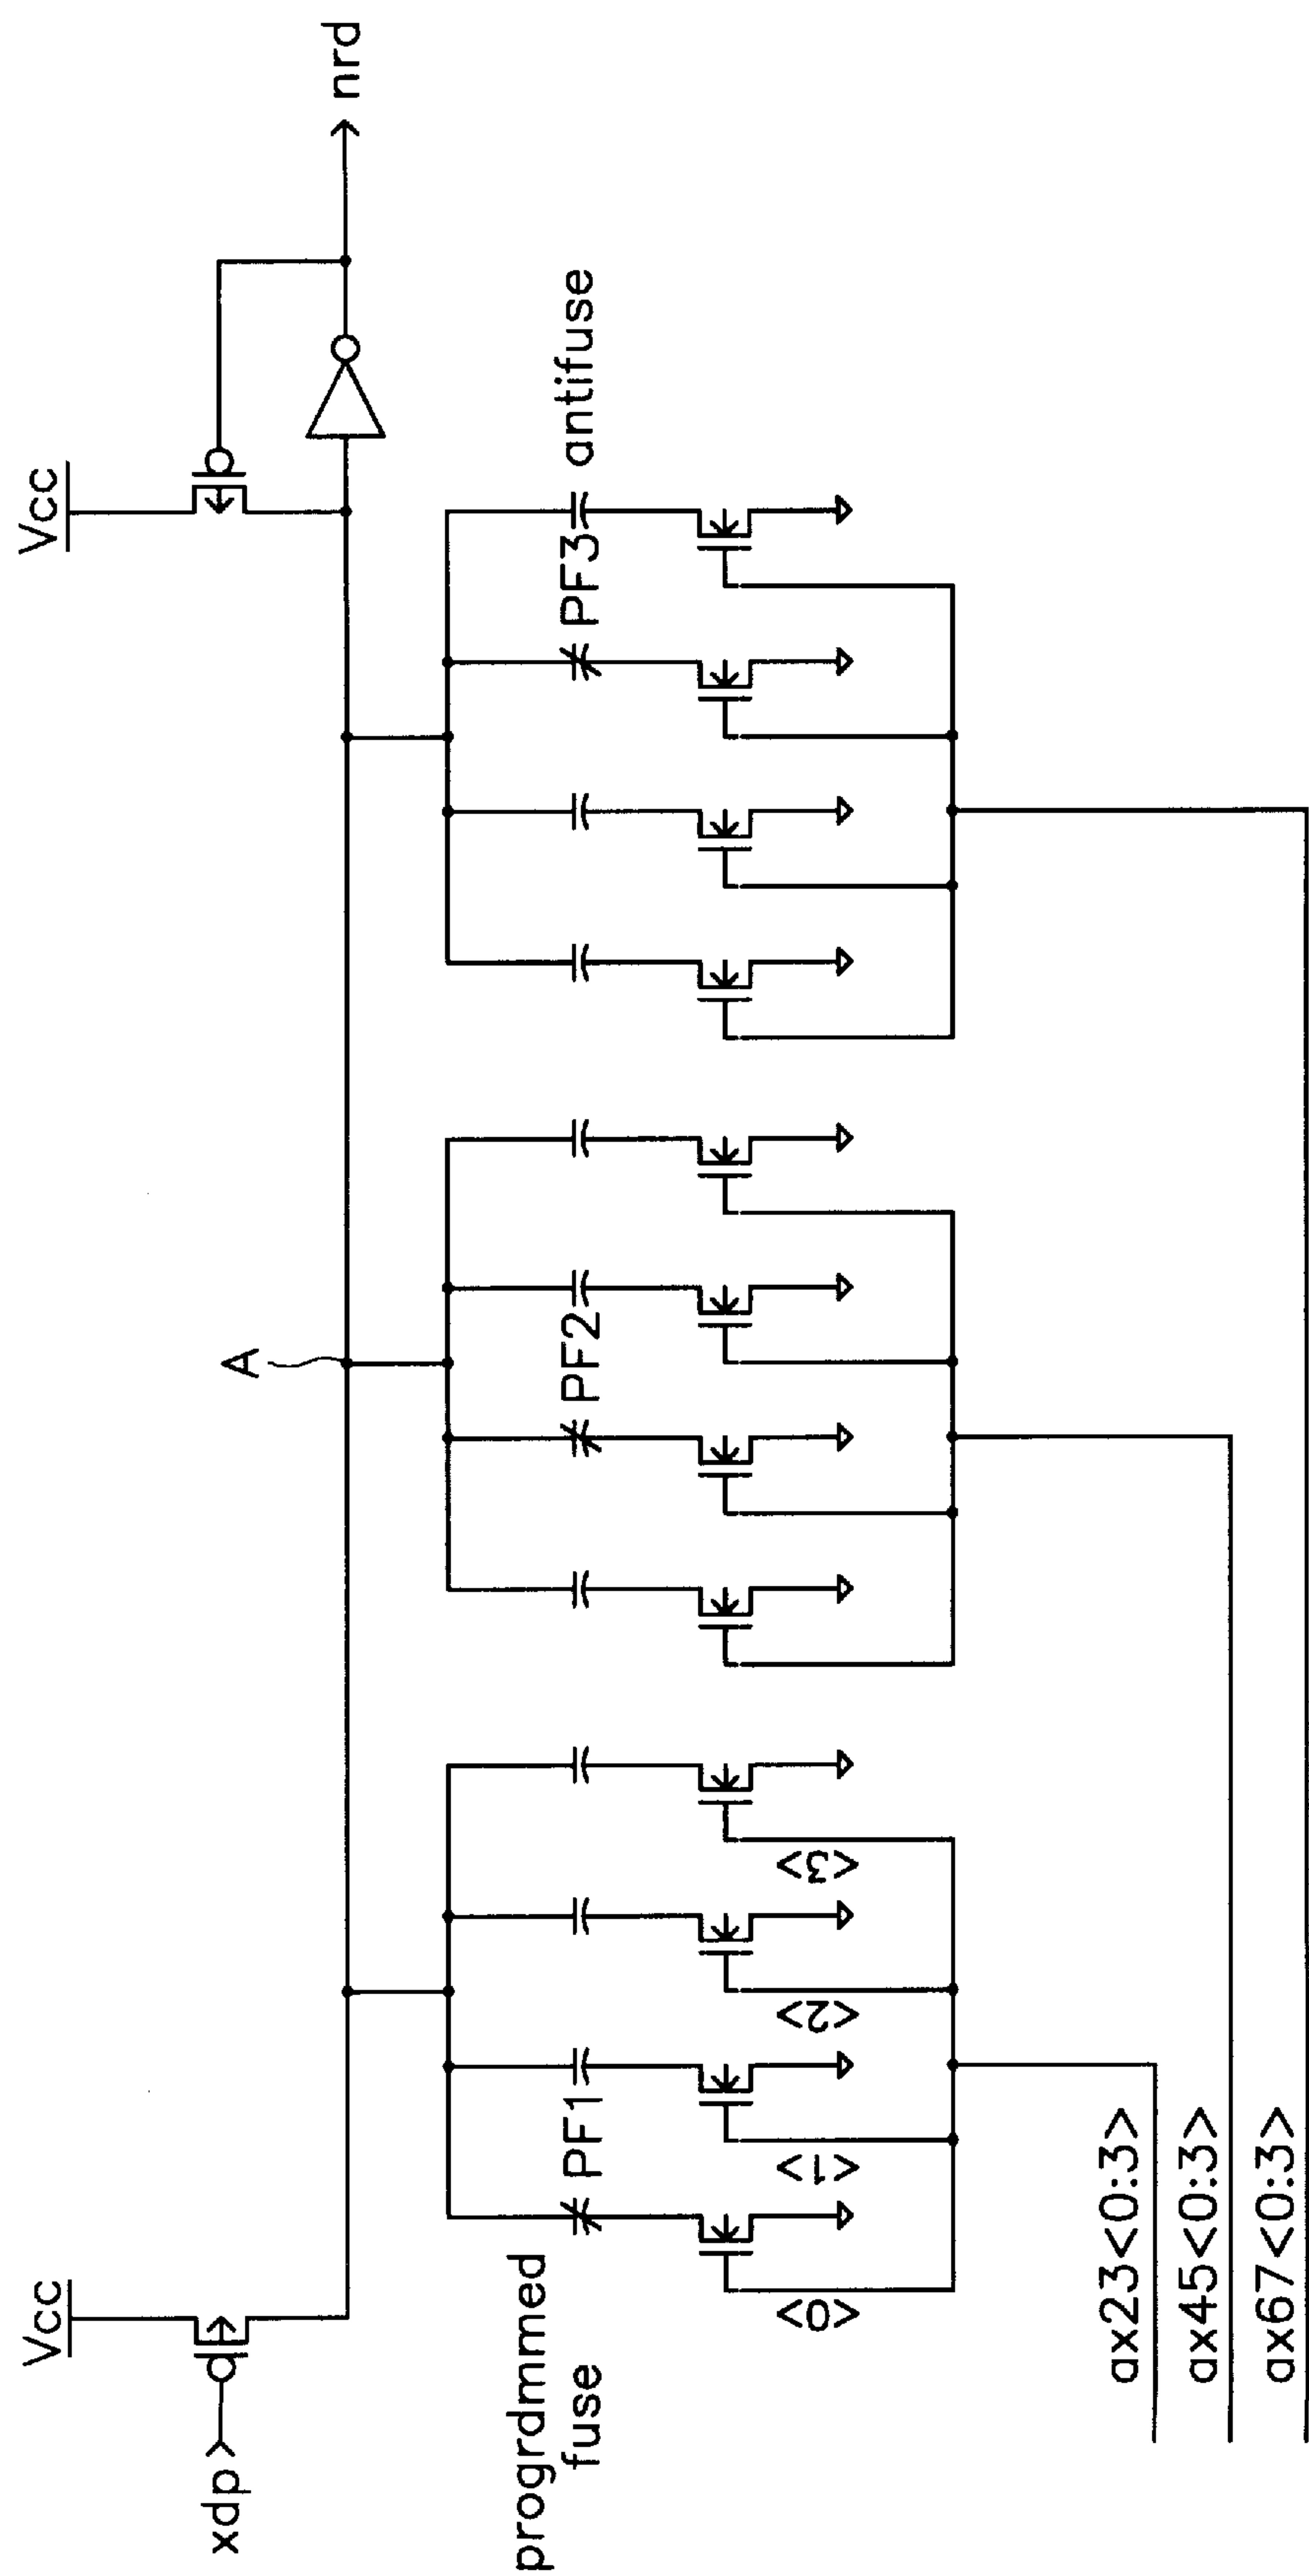 Vcc
Vcc
xdp
nrd
A
progrdmmed
fuse
PF1
PF2
PF3
antifuse
<0>
<1>
<2>
<3>
ax23<0:3>
ax45<0:3>
ax67<0:3>